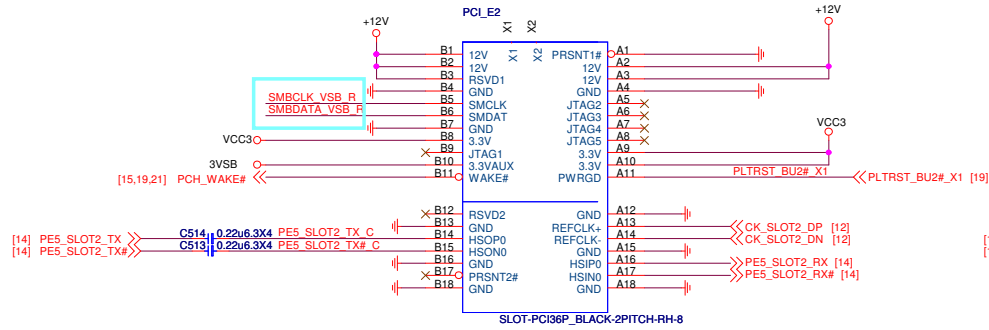 PCI_E2
+12V
+12V
X1
X2
X1
X2
B1 12V PRSNT1# A1
B2 12V 12V A2
B3 RSVD1 12V A3
B4 GND GND A4
SMBCLK_VSB_R B5 SMCLK JTAG2 A5
SMBDATA_VSB_R B6 SMDAT JTAG3 A6
B7 GND JTAG4 A7
VCC3 B8 3.3V JTAG5 A8 VCC3
B9 JTAG1 3.3V A9
3VSB B10 3.3VAUX 3.3V A10
[15,19,21] PCH_WAKE# B11 WAKE# PWRGD A11 PLTRST_BU2#_X1 PLTRST_BU2#_X1 [19]
B12 RSVD2 GND A12
B13 GND REFCLK+ A13 CK_SLOT2_DP [12]
[14] PE5_SLOT2_TX C514 0.22u6.3X4 PE5_SLOT2_TX_C B14 HSOP0 REFCLK- A14 CK_SLOT2_DN [12]
[14] PE5_SLOT2_TX# C513 0.22u6.3X4 PE5_SLOT2_TX#_C B15 HSON0 GND A15
B16 GND HSIP0 A16 PE5_SLOT2_RX [14]
B17 PRSNT2# HSIN0 A17 PE5_SLOT2_RX# [14]
B18 GND GND A18
SLOT-PCI36P_BLACK-2PITCH-RH-8